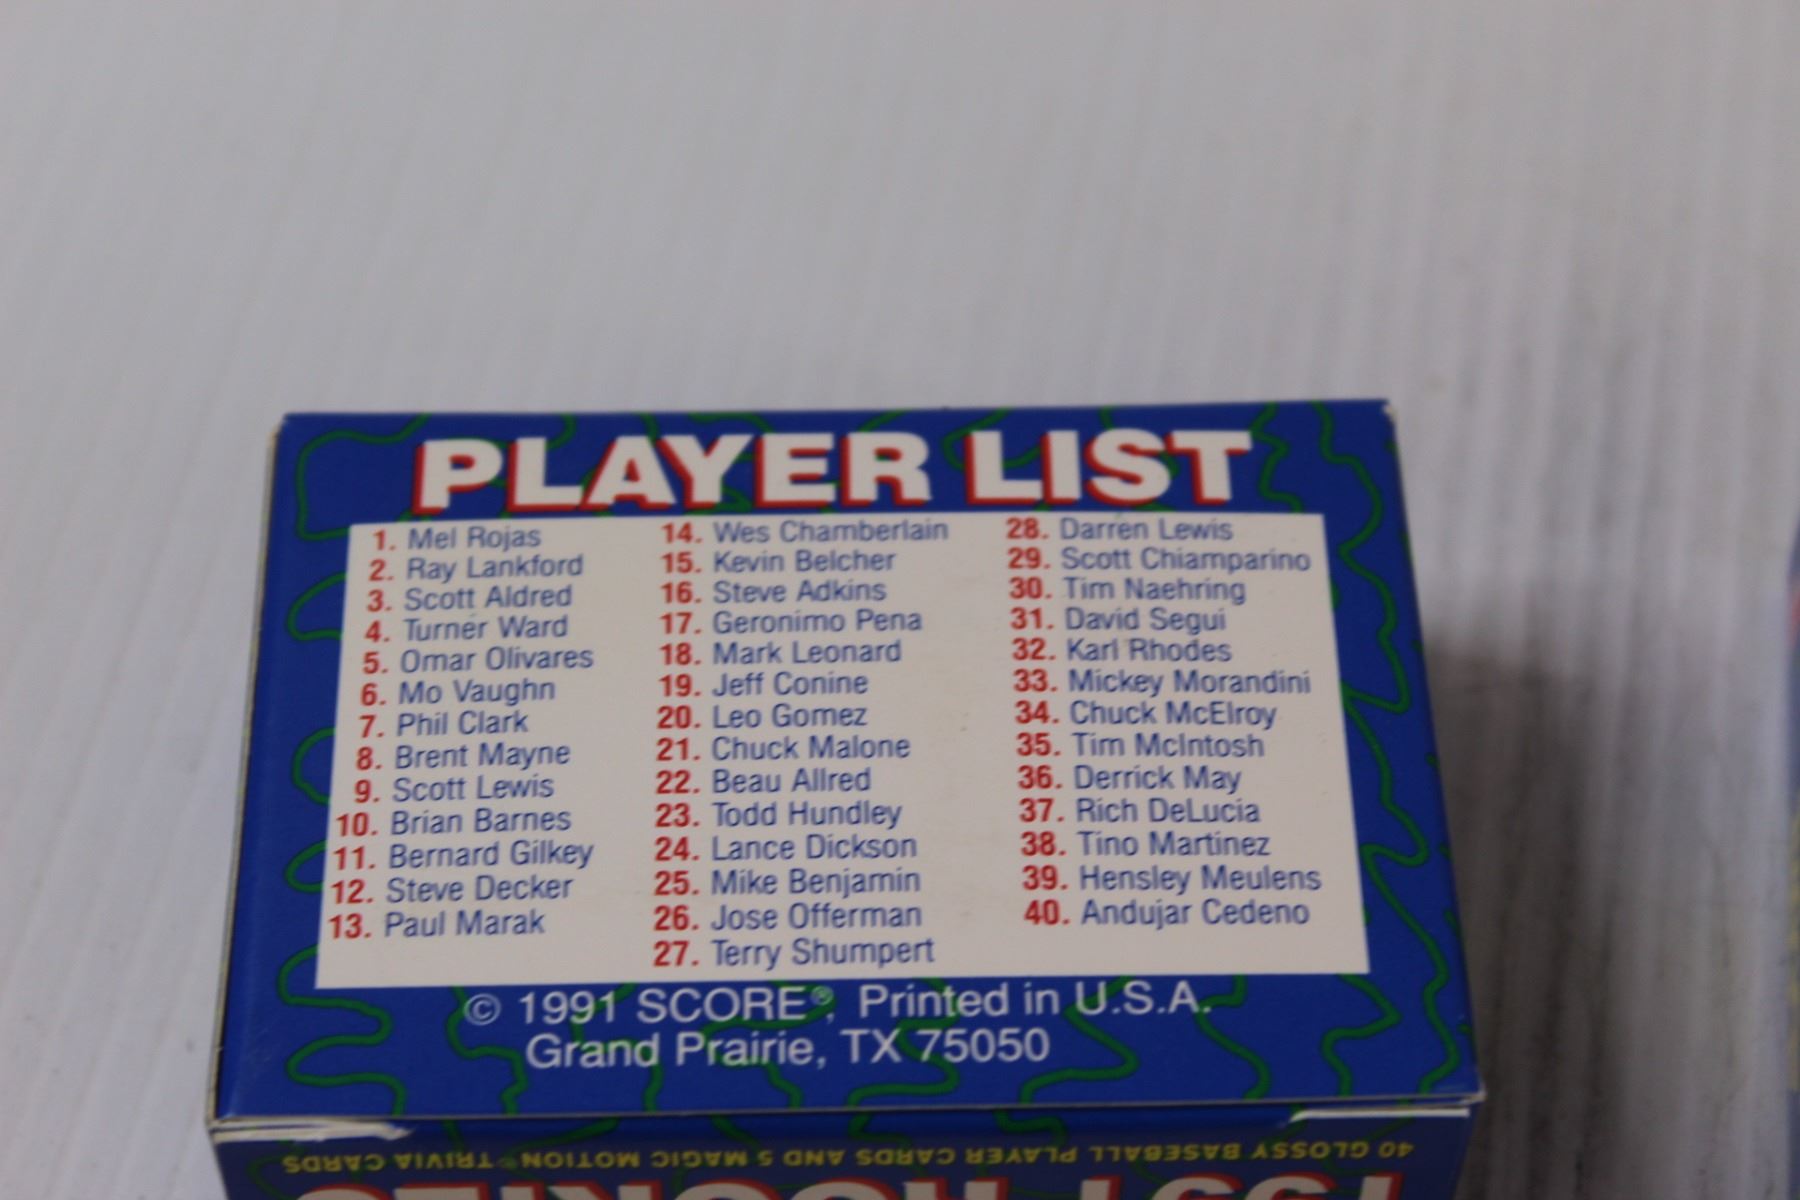 PLAYER LIST
1. Mel Rojas
2. Ray Lankford
3. Scott Aldred
4. Turner Ward
5. Omar Olivares
6. Mo Vaughn
7. Phil Clark
8. Brent Mayne
9. Scott Lewis
10. Brian Barnes
11. Bernard Gilkey
12. Steve Decker
13. Paul Marak
14. Wes Chamberlain
15. Kevin Belcher
16. Steve Adkins
17. Geronimo Pena
18. Mark Leonard
19. Jeff Conine
20. Leo Gomez
21. Chuck Malone
22. Beau Allred
23. Todd Hundley
24. Lance Dickson
25. Mike Benjamin
26. Jose Offerman
27. Terry Shumpert
28. Darren Lewis
29. Scott Chiamparino
30. Tim Naehring
31. David Segui
32. Karl Rhodes
33. Mickey Morandini
34. Chuck McElroy
35. Tim McIntosh
36. Derrick May
37. Rich DeLucia
38. Tino Martinez
39. Hensley Meulens
40. Andujar Cedeno
© 1991 SCORE®, Printed in U.S.A.
Grand Prairie, TX 75050
40 GLOSSY BASEBALL PLAYER CARDS AND 5 MAGIC MOTION® TRIVIA CARDS
1991 ROOKIES